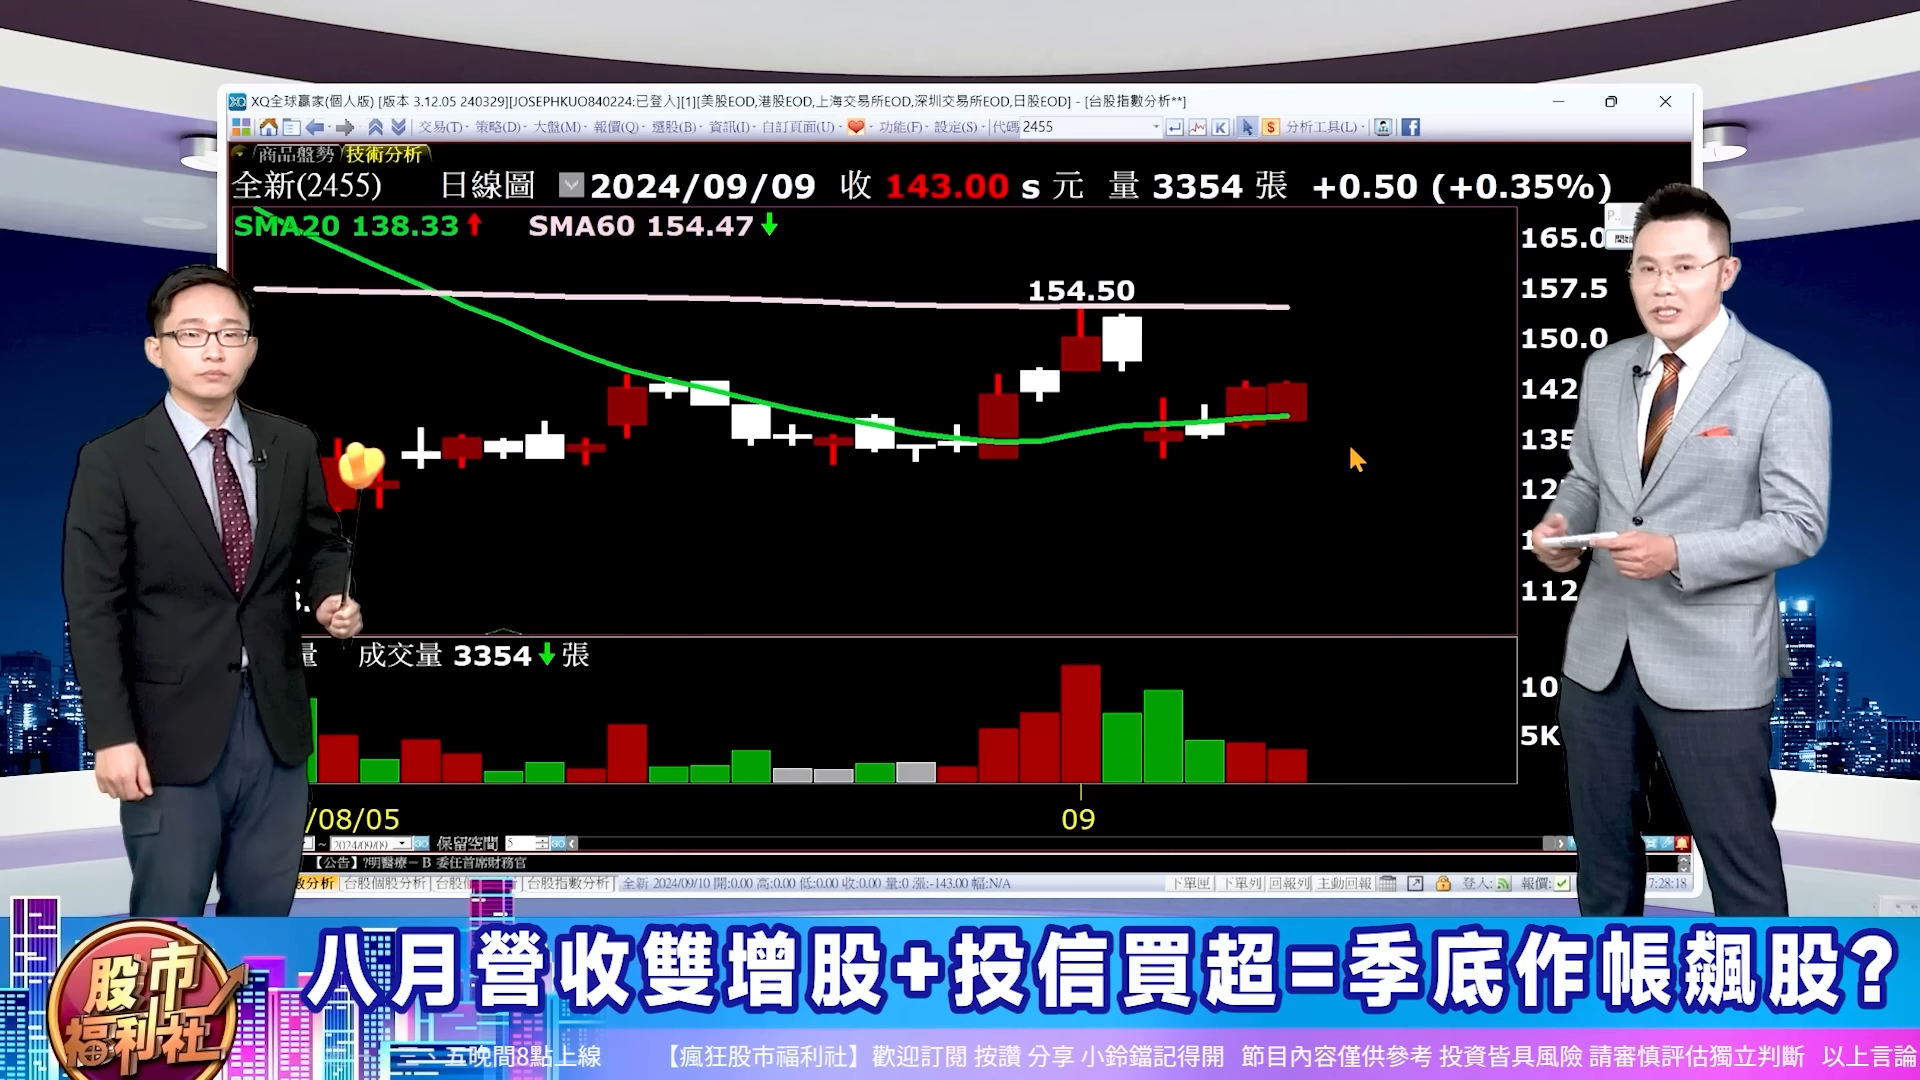 XQ全球贏家(個人版) [版本 3.12.05 240329][JOSEPHKUO840224:已登入][1][美股EOD,港股EOD,上海交易所EOD,深圳交易所EOD,日股EOD] - [台股指數分析**]
交易(T) 策略(D) 大盤(M) 報價(Q) 選股(B) 資訊(I) 自訂頁面(U) 功能(F) 設定(S) 代碼 2455 K $ 分析工具(L)
商品盤勢 技術分析
全新(2455) 日線圖 2024/09/09 收 143.00 s 元 量 3354 張 +0.50 (+0.35%)
SMA20 138.33 SMA60 154.47
165.0
154.50
157.5
150.0
142
135
112
量 成交量 3354 張
10
5K
/08/05
09
~ 2024/09/09 保留空間 5
【公告】?明醫療－Ｂ 委任首席財務官
數分析 台股個股分析 台股指數分析 全新 2024/09/10 開:0.00 高:0.00 低:0.00 收:0.00 量:0 漲:-143.00 幅:N/A 下單匣 下單列 回報列 主動回報 登入: 報價: 7:28:18
股市
福利社
八月營收雙增股+投信買超=季底作帳飆股?
三、五晚間8點上線 【瘋狂股市福利社】歡迎訂閱 按讚 分享 小鈴鐺記得開 節目內容僅供參考 投資皆具風險 請審慎評估獨立判斷 以上言論